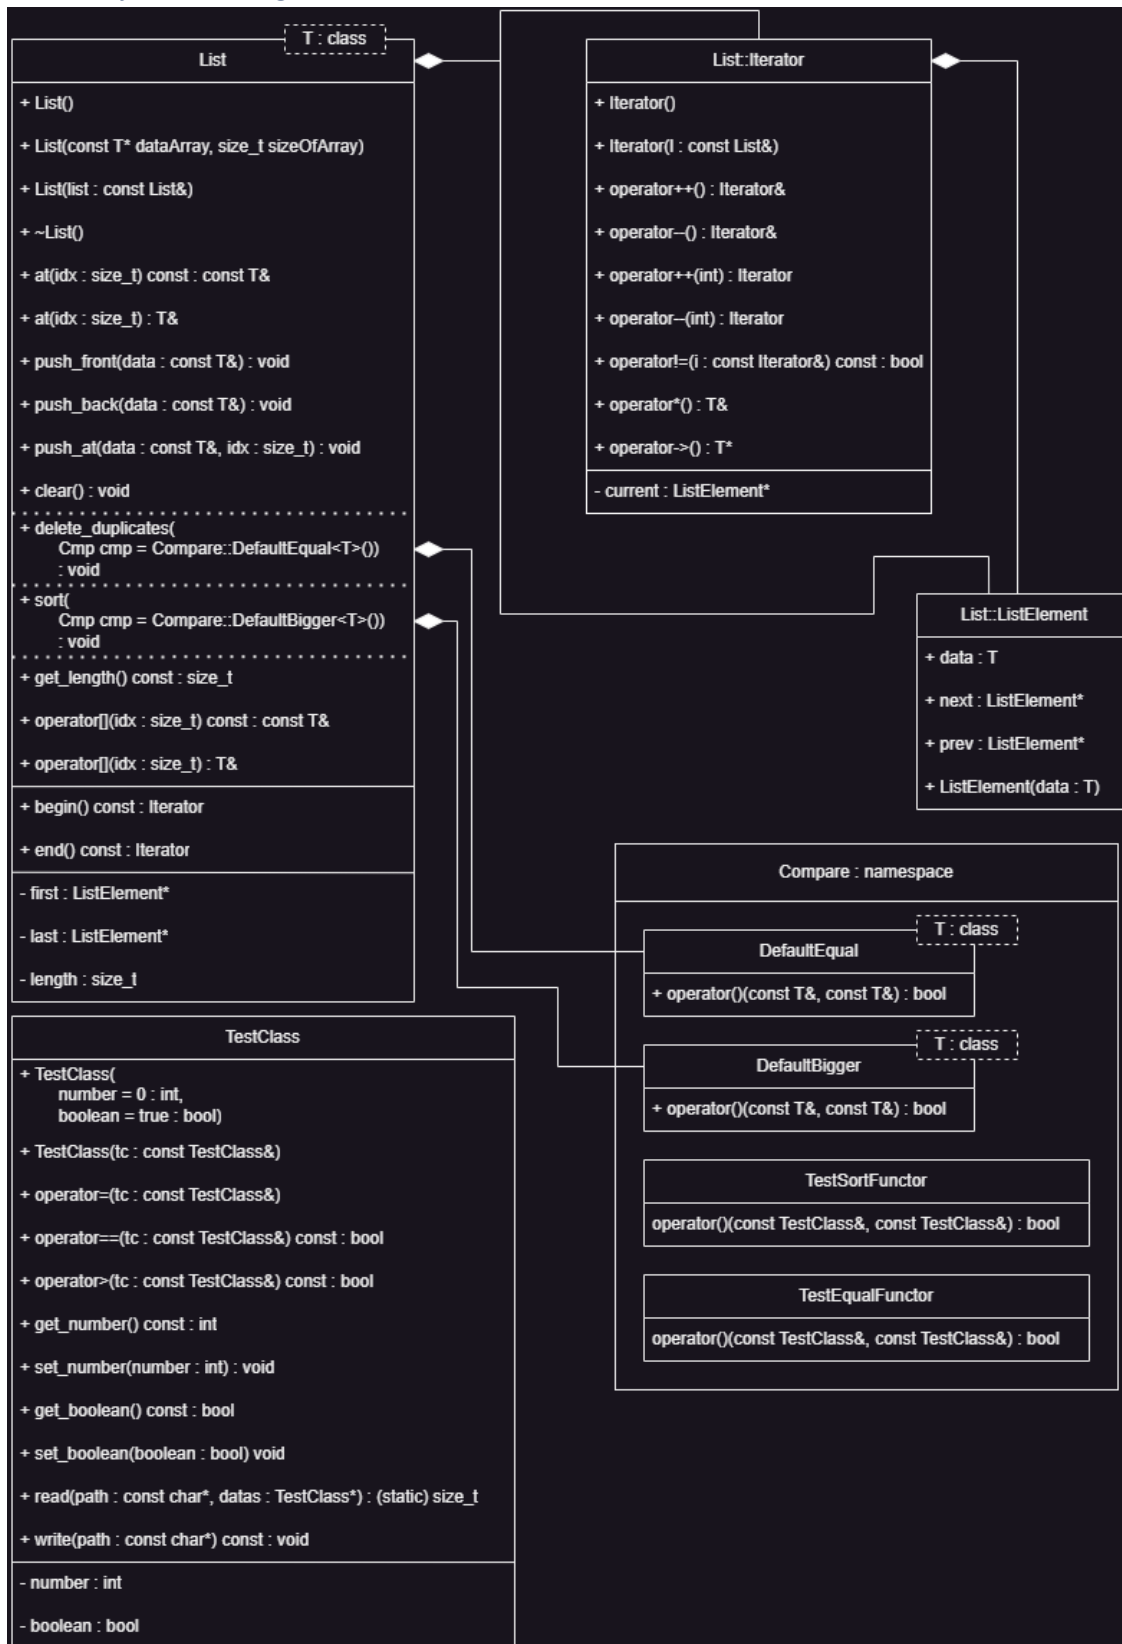 T : class
List
+ List()
+ List(const T* dataArray, size_t sizeOfArray)
+ List(list : const List&)
+ ~List()
+ at(idx : size_t) const : const T&
+ at(idx : size_t) : T&
+ push_front(data : const T&) : void
+ push_back(data : const T&) : void
+ push_at(data : const T&, idx : size_t) : void
+ clear() : void
+ delete_duplicates(
Cmp cmp = Compare::DefaultEqual<T>())
: void
+ sort(
Cmp cmp = Compare::DefaultBigger<T>())
: void
+ get_length() const : size_t
+ operator[](idx : size_t) const : const T&
+ operator[](idx : size_t) : T&
+ begin() const : Iterator
+ end() const : Iterator
- first : ListElement*
- last : ListElement*
- length : size_t
List::Iterator
+ Iterator()
+ Iterator(l : const List&)
+ operator++() : Iterator&
+ operator--() : Iterator&
+ operator++(int) : Iterator
+ operator--(int) : Iterator
+ operator!=(i : const Iterator&) const : bool
+ operator*() : T&
+ operator->() : T*
- current : ListElement*
List::ListElement
+ data : T
+ next : ListElement*
+ prev : ListElement*
+ ListElement(data : T)
Compare : namespace
T : class
DefaultEqual
+ operator()(const T&, const T&) : bool
T : class
DefaultBigger
+ operator()(const T&, const T&) : bool
TestSortFunctor
operator()(const TestClass&, const TestClass&) : bool
TestEqualFunctor
operator()(const TestClass&, const TestClass&) : bool
TestClass
+ TestClass(
number = 0 : int,
boolean = true : bool)
+ TestClass(tc : const TestClass&)
+ operator=(tc : const TestClass&)
+ operator==(tc : const TestClass&) const : bool
+ operator>(tc : const TestClass&) const : bool
+ get_number() const : int
+ set_number(number : int) : void
+ get_boolean() const : bool
+ set_boolean(boolean : bool) void
+ read(path : const char*, datas : TestClass*) : (static) size_t
+ write(path : const char*) const : void
- number : int
- boolean : bool